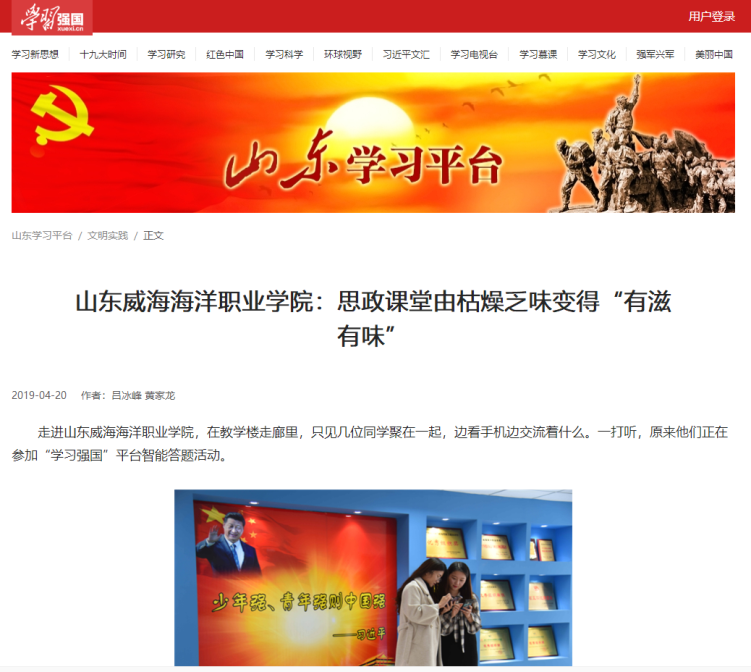 学习强国
xuexi.cn
用户登录
学习新思想 十九大时间 学习研究 红色中国 学习科学 环球视野 习近平文汇 学习电视台 学习慕课 学习文化 强军兴军 美丽中国
山东学习平台
山东学习平台 / 文明实践 / 正文
山东威海海洋职业学院：思政课堂由枯燥乏味变得“有滋
有味”
2019-04-20 作者：吕冰峰 黄家龙
走进山东威海海洋职业学院，在教学楼走廊里，只见几位同学聚在一起，边看手机边交流着什么。一打听，原来他们正在
参加“学习强国”平台智能答题活动。
少年强、青年强则中国强
——习近平